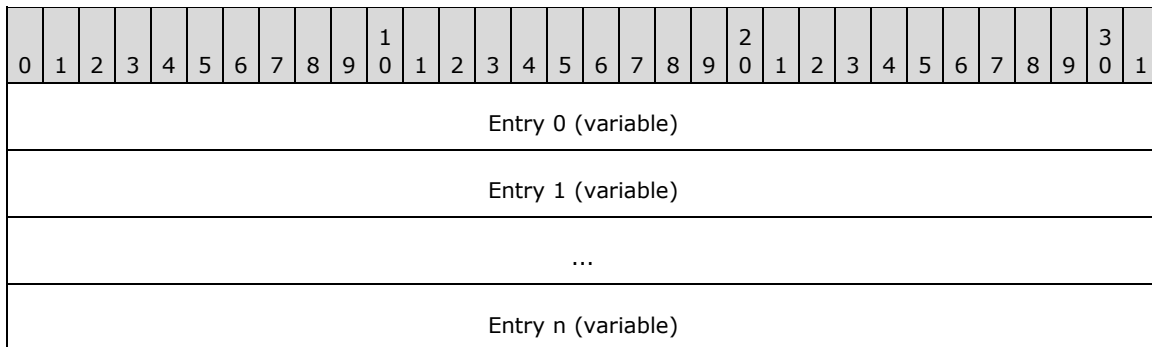 1 2 3
0 1 2 3 4 5 6 7 8 9 0 1 2 3 4 5 6 7 8 9 0 1 2 3 4 5 6 7 8 9 0 1
Entry 0 (variable)
Entry 1 (variable)
...
Entry n (variable)